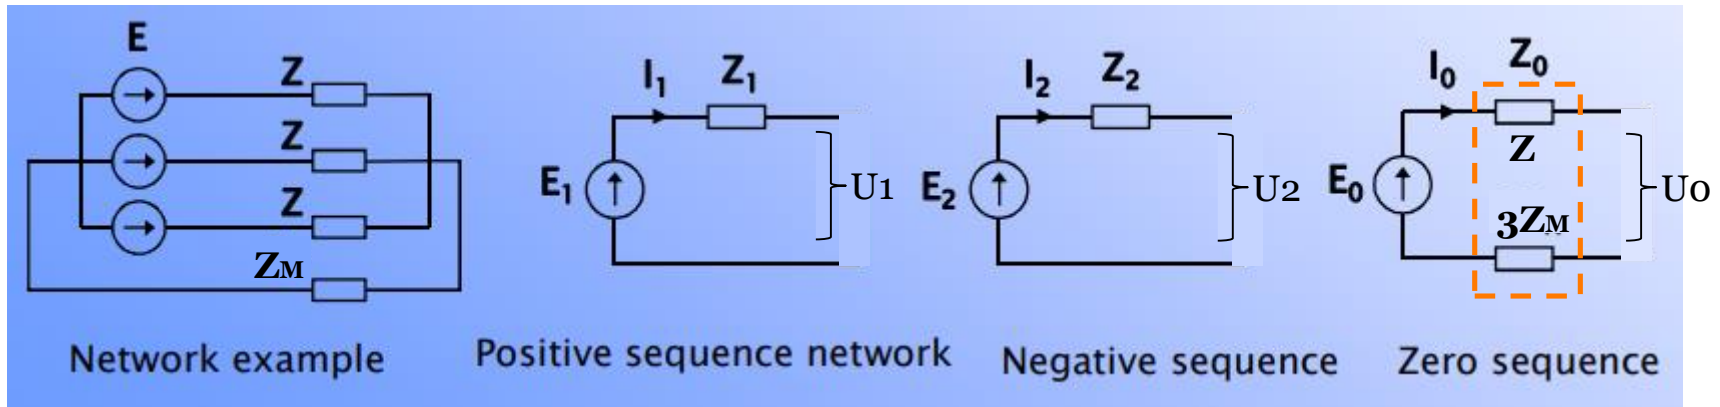 E
Z
Z
Z
ZM
Network example
I1
Z1
E1
U1
Positive sequence network
I2
Z2
E2
U2
Negative sequence
I0
Z0
Z
E0
3ZM
U0
Zero sequence